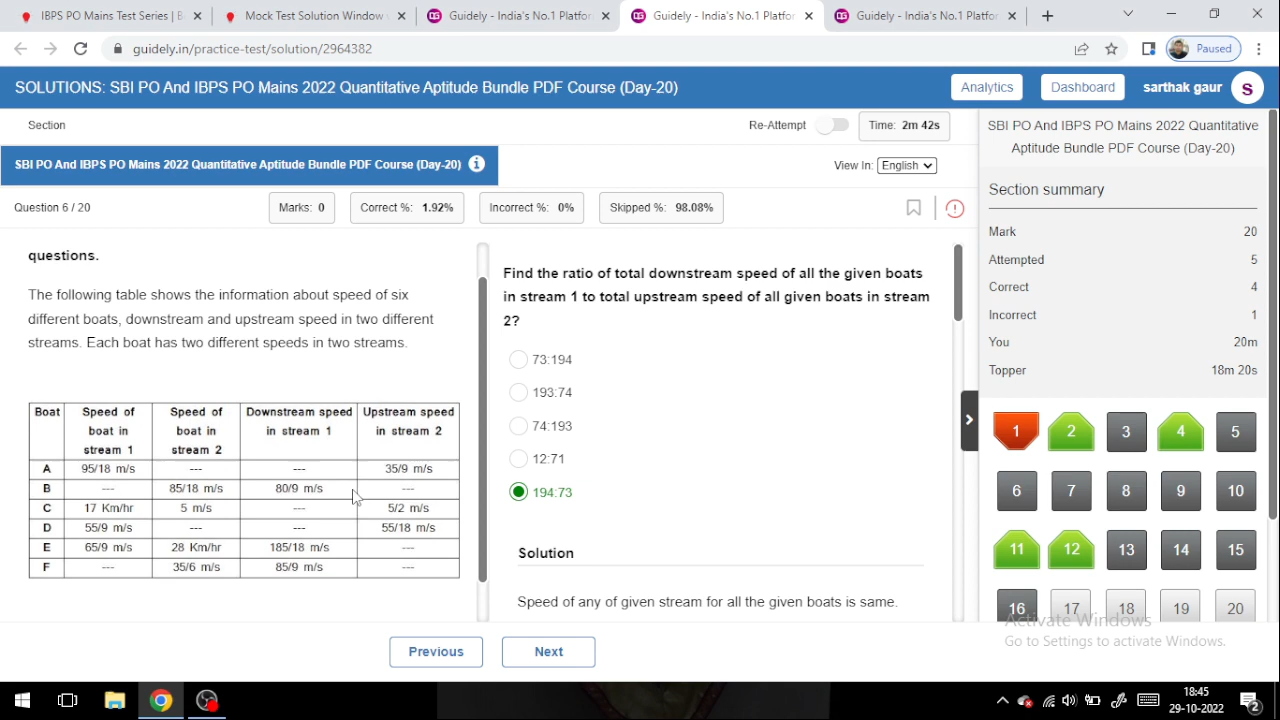 IBPS PO Mains Test Series | B
Mock Test Solution Window
Guidely - India's No.1 Platfor
Guidely - India's No.1 Platfor
Guidely - India's No.1 Platfor
guidely.in/practice-test/solution/2964382
Paused
SOLUTIONS: SBI PO And IBPS PO Mains 2022 Quantitative Aptitude Bundle PDF Course (Day-20)
Analytics
Dashboard
sarthak gaur
S
Section
Re-Attempt
Time: 2m 42s
SBI PO And IBPS PO Mains 2022 Quantitative Aptitude Bundle PDF Course (Day-20)
View In: English
Question 6 / 20
Marks: 0
Correct %: 1.92%
Incorrect %: 0%
Skipped %: 98.08%
questions.
The following table shows the information about speed of six
different boats, downstream and upstream speed in two different
streams. Each boat has two different speeds in two streams.
Boat | Speed of boat in stream 1 | Speed of boat in stream 2 | Downstream speed in stream 1 | Upstream speed in stream 2
A 95/18 m/s --- --- 35/9 m/s
B --- 85/18 m/s 80/9 m/s ---
C 17 Km/hr 5 m/s --- 5/2 m/s
D 55/9 m/s --- --- 55/18 m/s
E 65/9 m/s 28 Km/hr 185/18 m/s ---
F --- 35/6 m/s 85/9 m/s ---
Find the ratio of total downstream speed of all the given boats
in stream 1 to total upstream speed of all given boats in stream
2?
73:194
193:74
74:193
12:71
194:73
Solution
Speed of any of given stream for all the given boats is same.
Previous
Next
SBI PO And IBPS PO Mains 2022 Quantitative
Aptitude Bundle PDF Course (Day-20)
Section summary
Mark 20
Attempted 5
Correct 4
Incorrect 1
You 20m
Topper 18m 20s
1 2 3 4 5
6 7 8 9 10
11 12 13 14 15
16 17 18 19 20
Activate Windows
Go to Settings to activate Windows.
18:45
29-10-2022
2